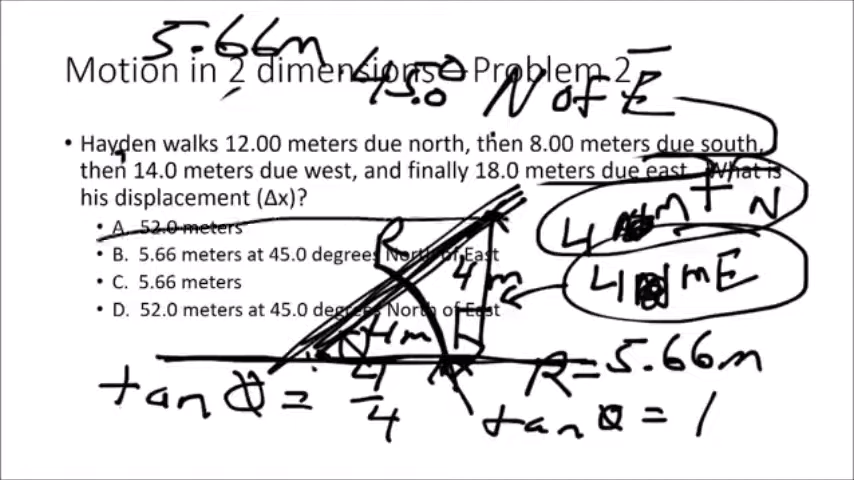 5.66m
Motion in 2 dimensions - Problem 2
45.0° N of E
• Hayden walks 12.00 meters due north, then 8.00 meters due south,
then 14.0 meters due west, and finally 18.0 meters due east. What is
his displacement (Δx)?
• A. 52.0 meters
• B. 5.66 meters at 45.0 degrees North of East
• C. 5.66 meters
• D. 52.0 meters at 45.0 degrees North of East
R
4 m
4m
4 m N
4 m E
R=5.66m
tan θ = 4/4
tan θ = 1